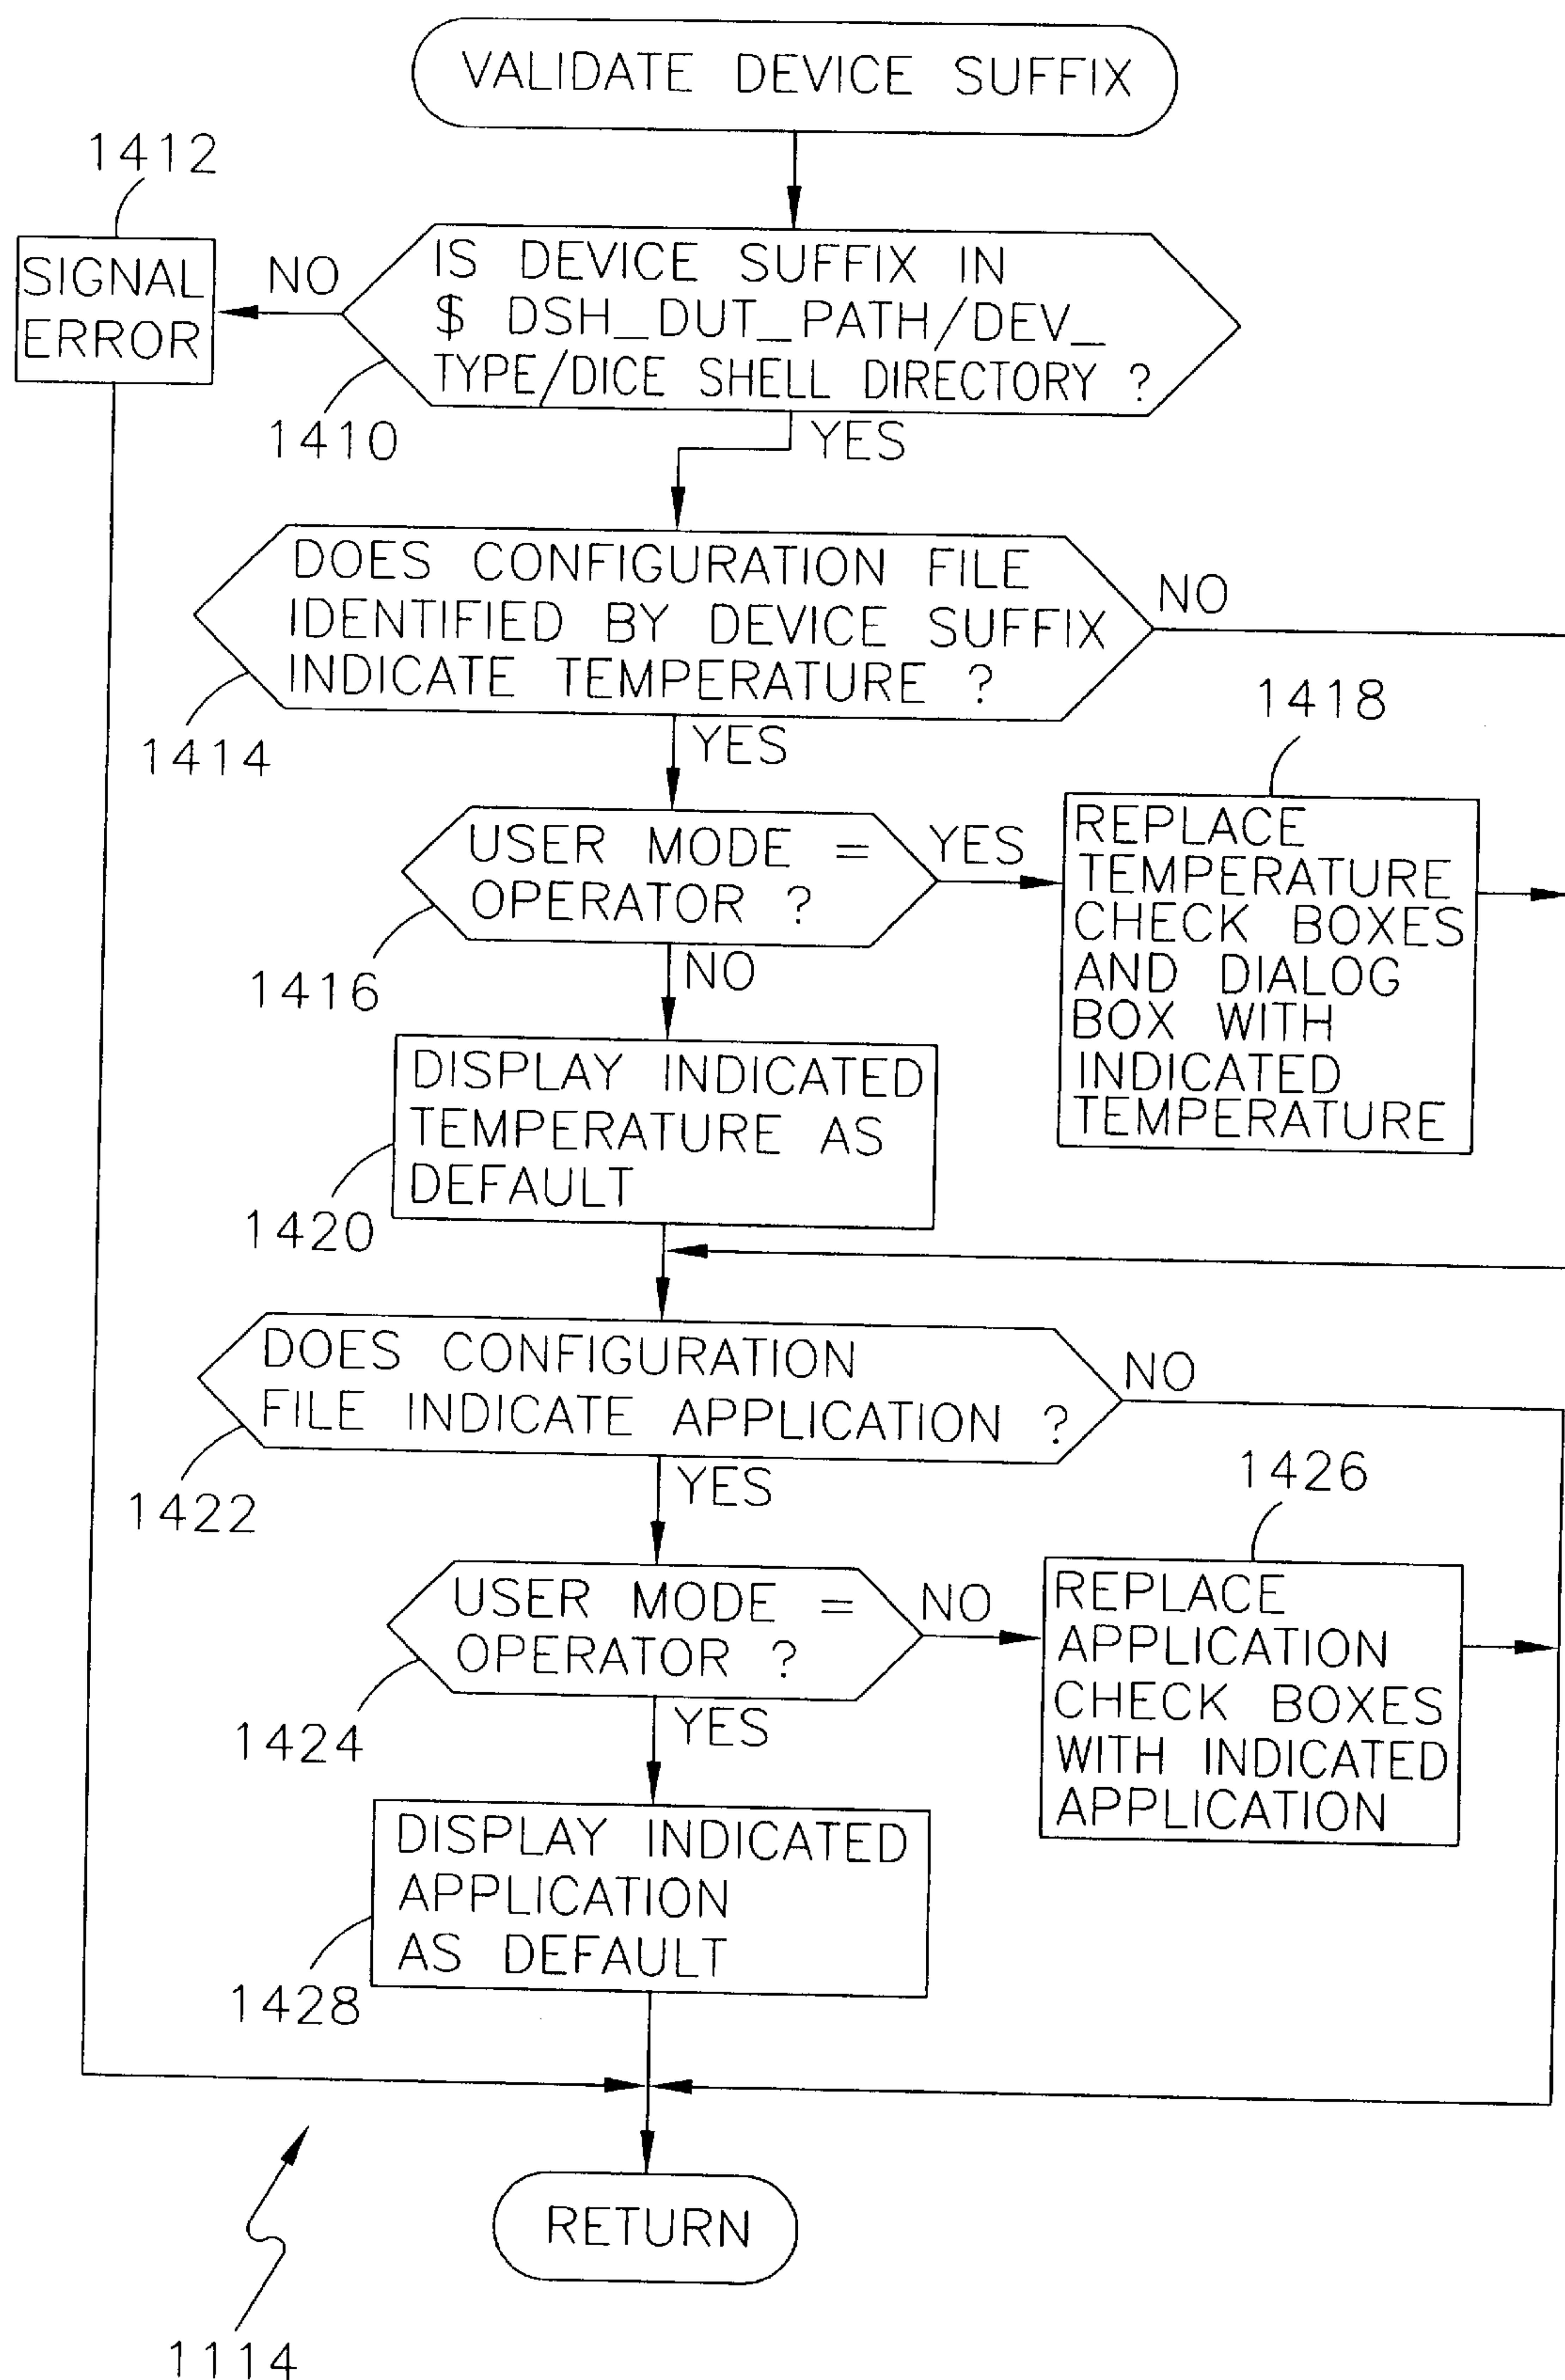 VALIDATE DEVICE SUFFIX
1412
SIGNAL
ERROR
NO
IS DEVICE SUFFIX IN
$ DSH_DUT_PATH/DEV_
TYPE/DICE SHELL DIRECTORY ?
1410
YES
DOES CONFIGURATION FILE
IDENTIFIED BY DEVICE SUFFIX
INDICATE TEMPERATURE ?
NO
1414
YES
1418
USER MODE =
OPERATOR ?
YES
REPLACE
TEMPERATURE
CHECK BOXES
AND DIALOG
BOX WITH
INDICATED
TEMPERATURE
1416
NO
DISPLAY INDICATED
TEMPERATURE AS
DEFAULT
1420
DOES CONFIGURATION
FILE INDICATE APPLICATION ?
NO
1422
YES
1426
USER MODE =
OPERATOR ?
NO
REPLACE
APPLICATION
CHECK BOXES
WITH INDICATED
APPLICATION
1424
YES
DISPLAY INDICATED
APPLICATION
AS DEFAULT
1428
RETURN
1114